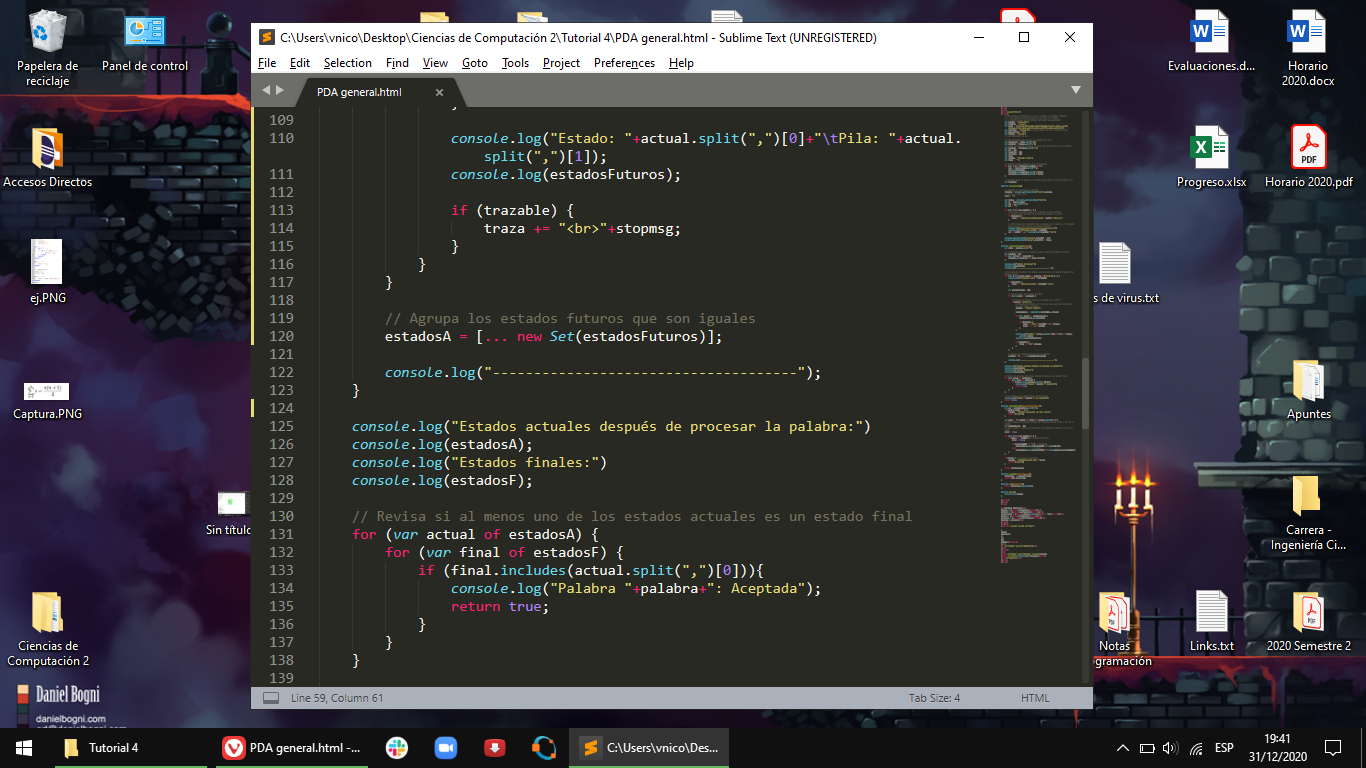 Papelera de
reciclaje
Panel de control
Accesos Directos
ej.PNG
Captura.PNG
Sin título
Ciencias de
Computación 2
Daniel Bogni
danielbogni.com
C:\Users\vnico\Desktop\Ciencias de Computación 2\Tutorial 4\PDA general.html - Sublime Text (UNREGISTERED)
File Edit Selection Find View Goto Tools Project Preferences Help
PDA general.html
109
110 console.log("Estado: "+actual.split(",")[0]+"\tPila: "+actual.
split(",")[1]);
111 console.log(estadosFuturos);
112
113 if (trazable) {
114 traza += "<br>"+stopmsg;
115 }
116 }
117 }
118
119 // Agrupa los estados futuros que son iguales
120 estadosA = [... new Set(estadosFuturos)];
121
122 console.log("-------------------------------------");
123 }
124
125 console.log("Estados actuales después de procesar la palabra:")
126 console.log(estadosA);
127 console.log("Estados finales:")
128 console.log(estadosF);
129
130 // Revisa si al menos uno de los estados actuales es un estado final
131 for (var actual of estadosA) {
132 for (var final of estadosF) {
133 if (final.includes(actual.split(",")[0])){
134 console.log("Palabra "+palabra+": Aceptada");
135 return true;
136 }
137 }
138 }
139
Line 59, Column 61 Tab Size: 4 HTML
Evaluaciones.d...
Horario
2020.docx
Progreso.xlsx
PDF
Horario 2020.pdf
s de virus.txt
Apuntes
Carrera -
Ingeniería Ci...
Notas
gramación
Links.txt
2020 Semestre 2
Tutorial 4
PDA general.html -...
C:\Users\vnico\Des...
ESP
19:41
31/12/2020